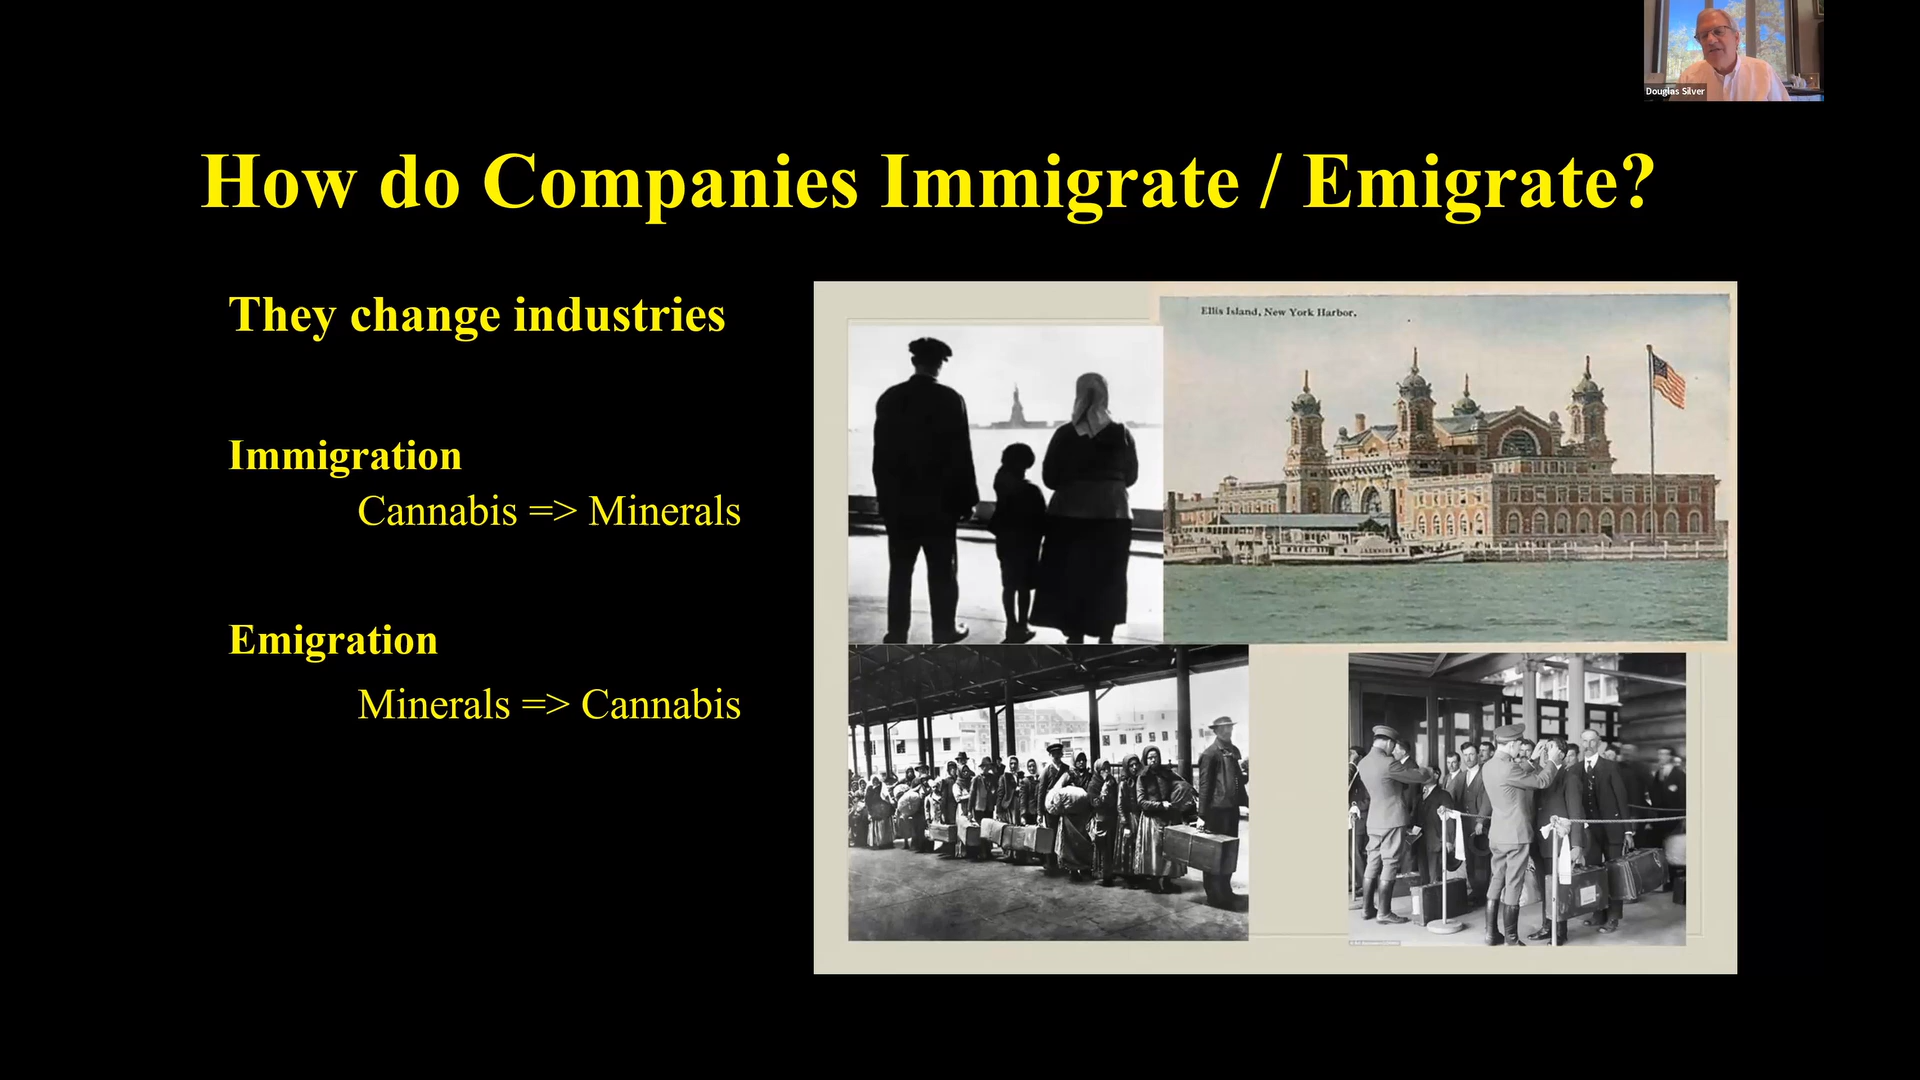 Douglas Silver
How do Companies Immigrate / Emigrate?
They change industries
Immigration
Cannabis => Minerals
Emigration
Minerals => Cannabis
Ellis Island, New York Harbor.